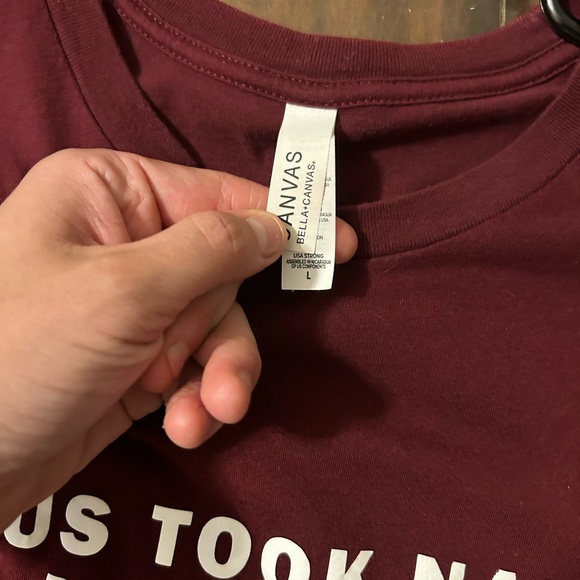 CANVAS
BELLA+CANVAS®
USA STRONG
ASSEMBLED IN NICARAGUA
OF US COMPONENTS
L
US TOOK NA